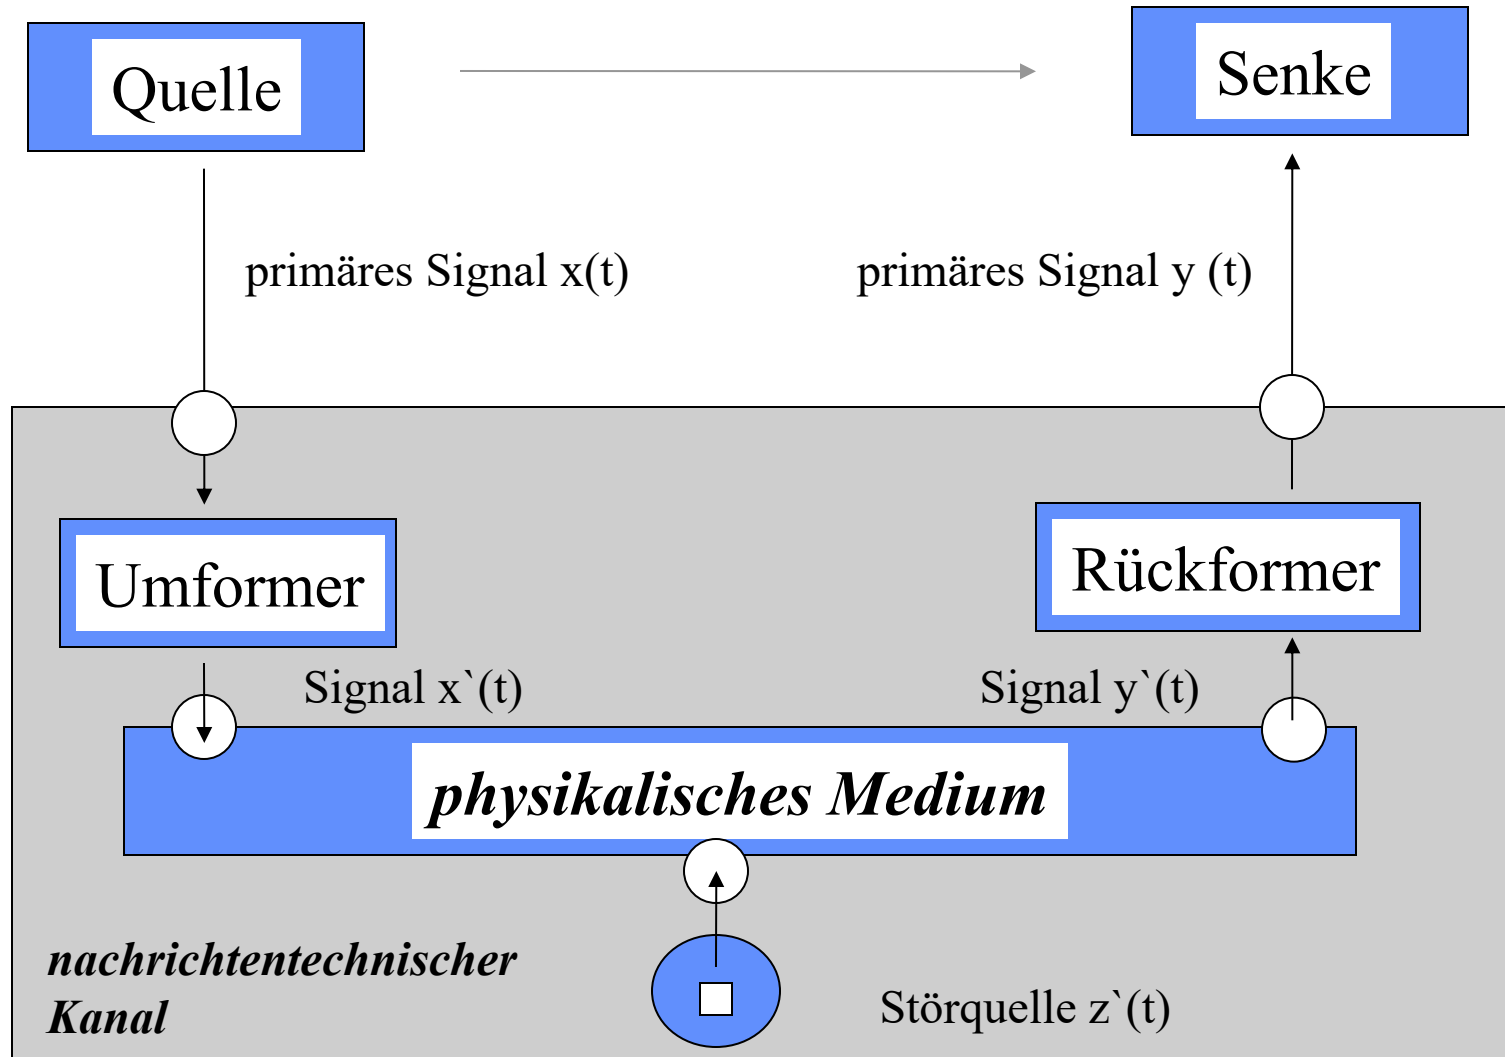 Quelle
Senke
primäres Signal x(t)
primäres Signal y (t)
Umformer
Rückformer
Signal x`(t)
Signal y`(t)
physikalisches Medium
nachrichtentechnischer
Kanal
Störquelle z`(t)